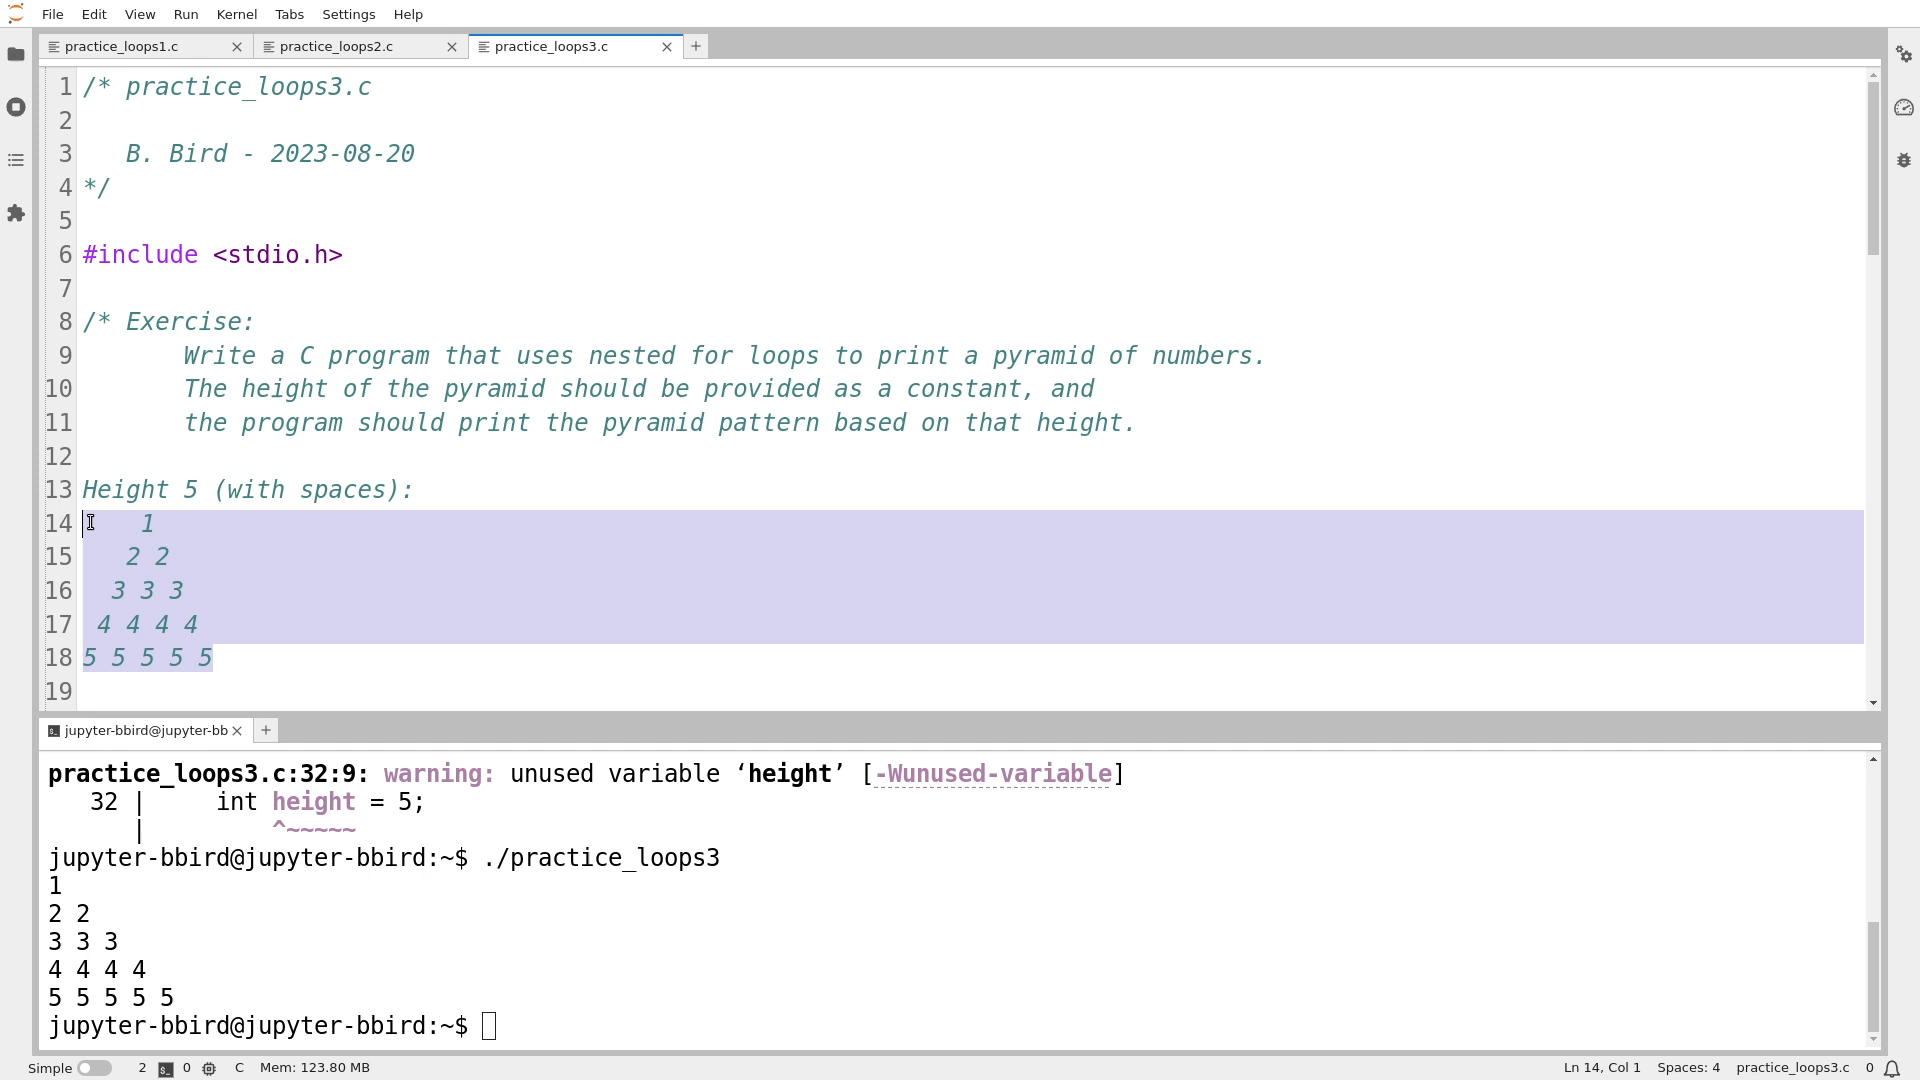 File Edit View Run Kernel Tabs Settings Help
practice_loops1.c practice_loops2.c practice_loops3.c
1 /* practice_loops3.c
2
3    B. Bird - 2023-08-20
4 */
5
6 #include <stdio.h>
7
8 /* Exercise:
9        Write a C program that uses nested for loops to print a pyramid of numbers.
10        The height of the pyramid should be provided as a constant, and
11        the program should print the pyramid pattern based on that height.
12
13 Height 5 (with spaces):
14     1
15    2 2
16   3 3 3
17  4 4 4 4
18 5 5 5 5 5
19
jupyter-bbird@jupyter-bb
practice_loops3.c:32:9: warning: unused variable ‘height’ [-Wunused-variable]
   32 |     int height = 5;
      |         ^~~~~~
jupyter-bbird@jupyter-bbird:~$ ./practice_loops3
1
2 2
3 3 3
4 4 4 4
5 5 5 5 5
jupyter-bbird@jupyter-bbird:~$
Simple 2 0 C Mem: 123.80 MB Ln 14, Col 1 Spaces: 4 practice_loops3.c 0